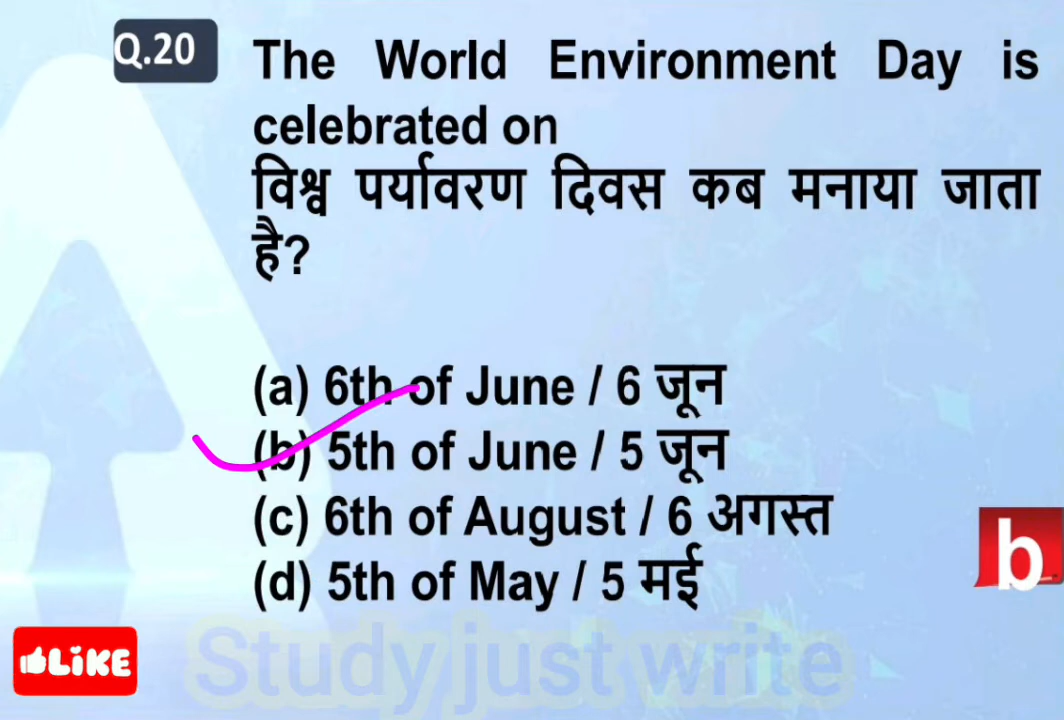 Q.20
The World Environment Day is
celebrated on
विश्व पर्यावरण दिवस कब मनाया जाता
है?
(a) 6th of June / 6 जून
(b) 5th of June / 5 जून
(c) 6th of August / 6 अगस्त
(d) 5th of May / 5 मई
b
LiKE
Study just write